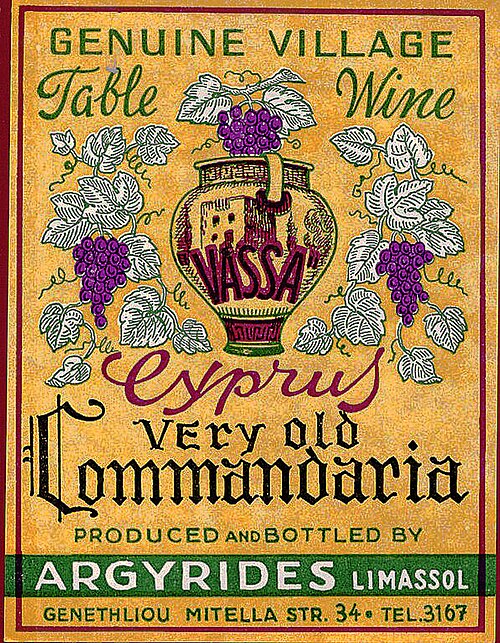 GENUINE VILLAGE
Table Wine
"VASSA"
Cyprus
VERY Old
Commandaria
PRODUCED AND BOTTLED BY
ARGYRIDES LIMASSOL
GENETHLIOU MITELLA STR. 34 • TEL. 3167